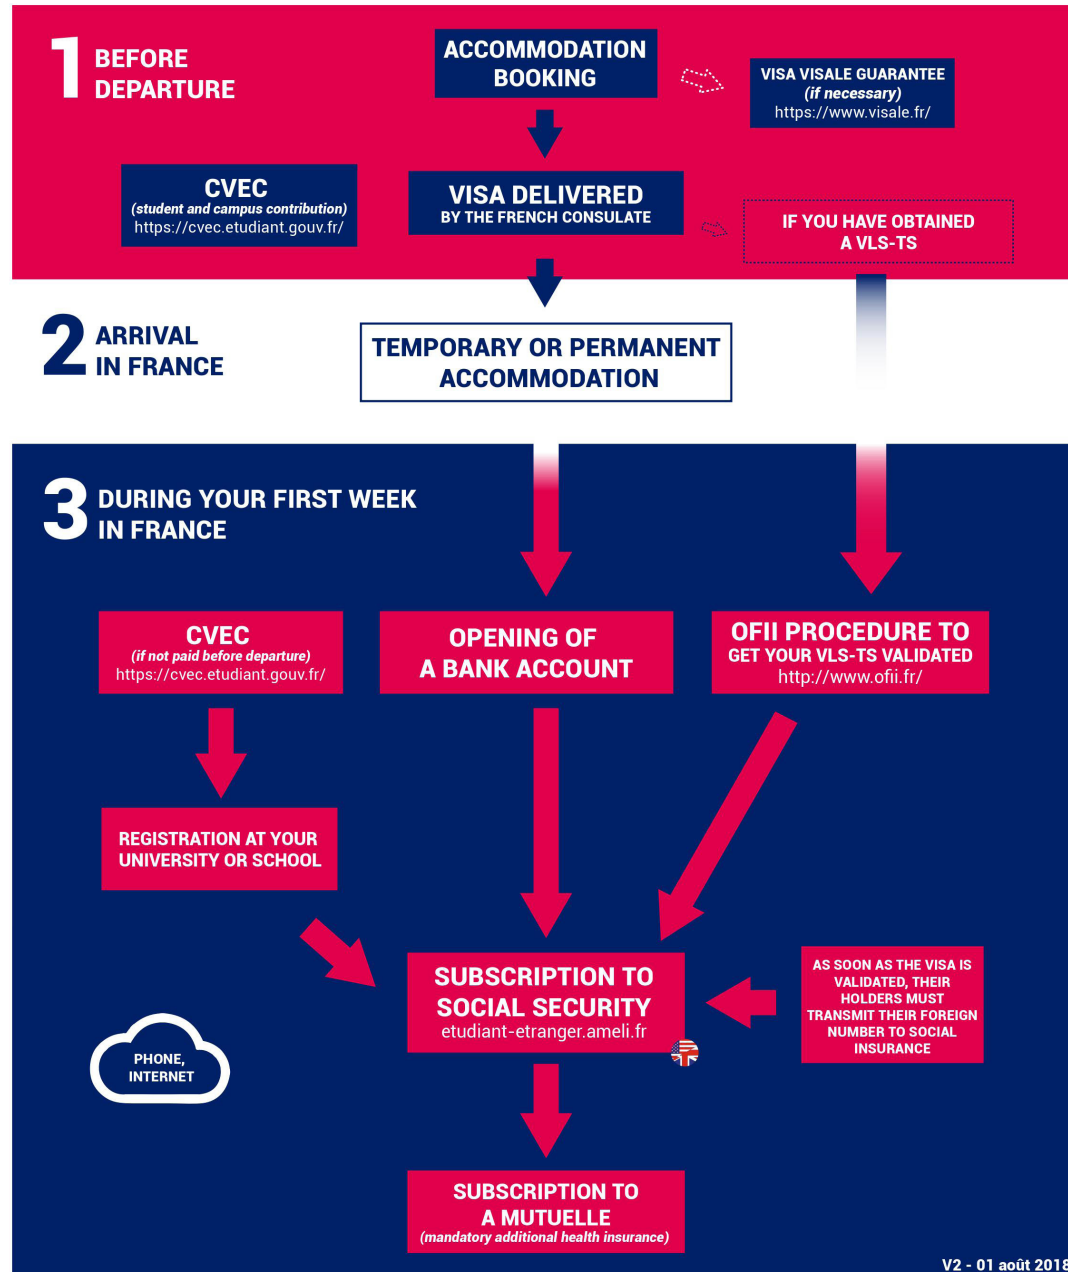 1 BEFORE
DEPARTURE
ACCOMMODATION
BOOKING
VISA VISALE GUARANTEE
(if necessary)
https://www.visale.fr/
CVEC
(student and campus contribution)
https://cvec.etudiant.gouv.fr/
VISA DELIVERED
BY THE FRENCH CONSULATE
IF YOU HAVE OBTAINED
A VLS-TS
2 ARRIVAL
IN FRANCE
TEMPORARY OR PERMANENT
ACCOMMODATION
3 DURING YOUR FIRST WEEK
IN FRANCE
CVEC
(if not paid before departure)
https://cvec.etudiant.gouv.fr/
OPENING OF
A BANK ACCOUNT
OFII PROCEDURE TO
GET YOUR VLS-TS VALIDATED
http://www.ofii.fr/
REGISTRATION AT YOUR
UNIVERSITY OR SCHOOL
SUBSCRIPTION TO
SOCIAL SECURITY
etudiant-etranger.ameli.fr
AS SOON AS THE VISA IS
VALIDATED, THEIR
HOLDERS MUST
TRANSMIT THEIR FOREIGN
NUMBER TO SOCIAL
INSURANCE
PHONE,
INTERNET
SUBSCRIPTION TO
A MUTUELLE
(mandatory additional health insurance)
V2 - 01 août 2018